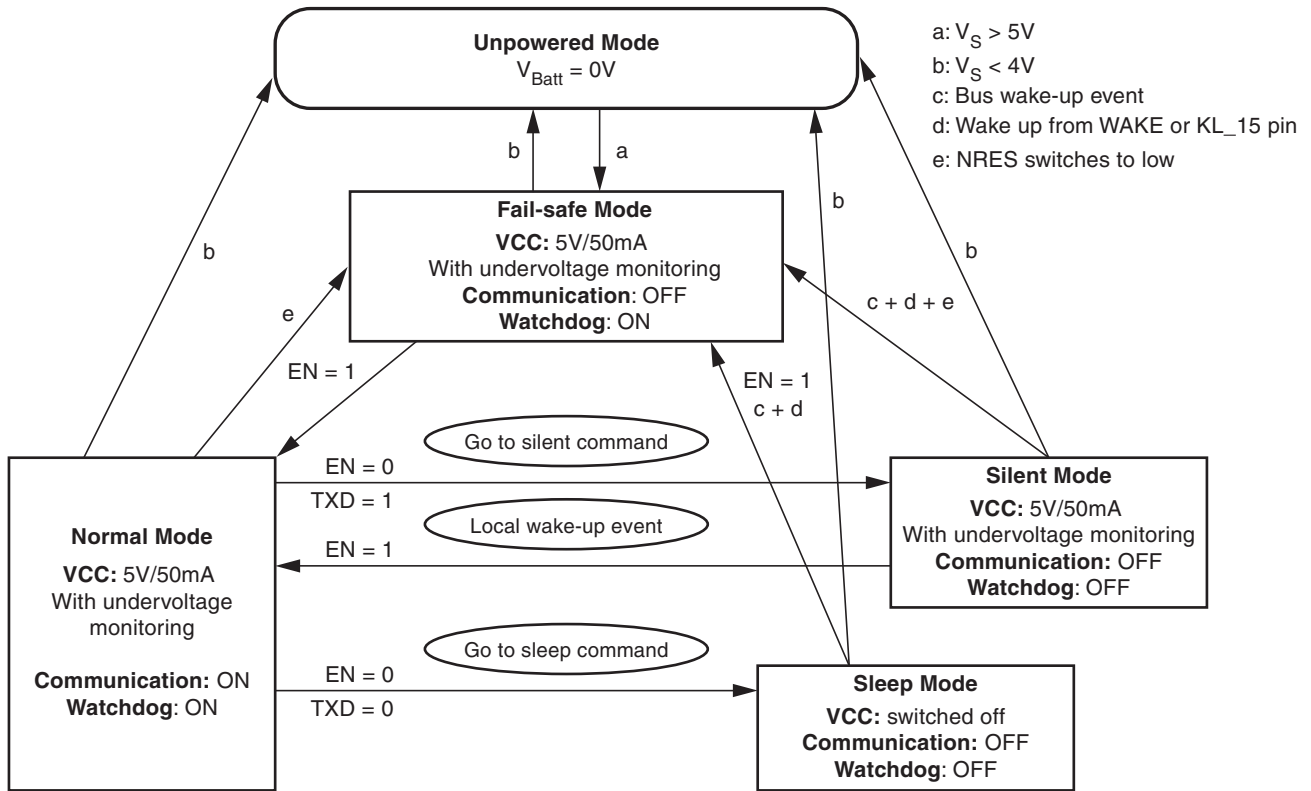 Unpowered Mode
V_Batt = 0V
a: V_S > 5V
b: V_S < 4V
c: Bus wake-up event
d: Wake up from WAKE or KL_15 pin
e: NRES switches to low
b
a
b
b
b
Fail-safe Mode
VCC: 5V/50mA
With undervoltage monitoring
Communication: OFF
Watchdog: ON
e
c + d + e
EN = 1
EN = 1
c + d
Go to silent command
EN = 0
TXD = 1
Local wake-up event
EN = 1
Go to sleep command
EN = 0
TXD = 0
Normal Mode
VCC: 5V/50mA
With undervoltage
monitoring
Communication: ON
Watchdog: ON
Silent Mode
VCC: 5V/50mA
With undervoltage monitoring
Communication: OFF
Watchdog: OFF
Sleep Mode
VCC: switched off
Communication: OFF
Watchdog: OFF